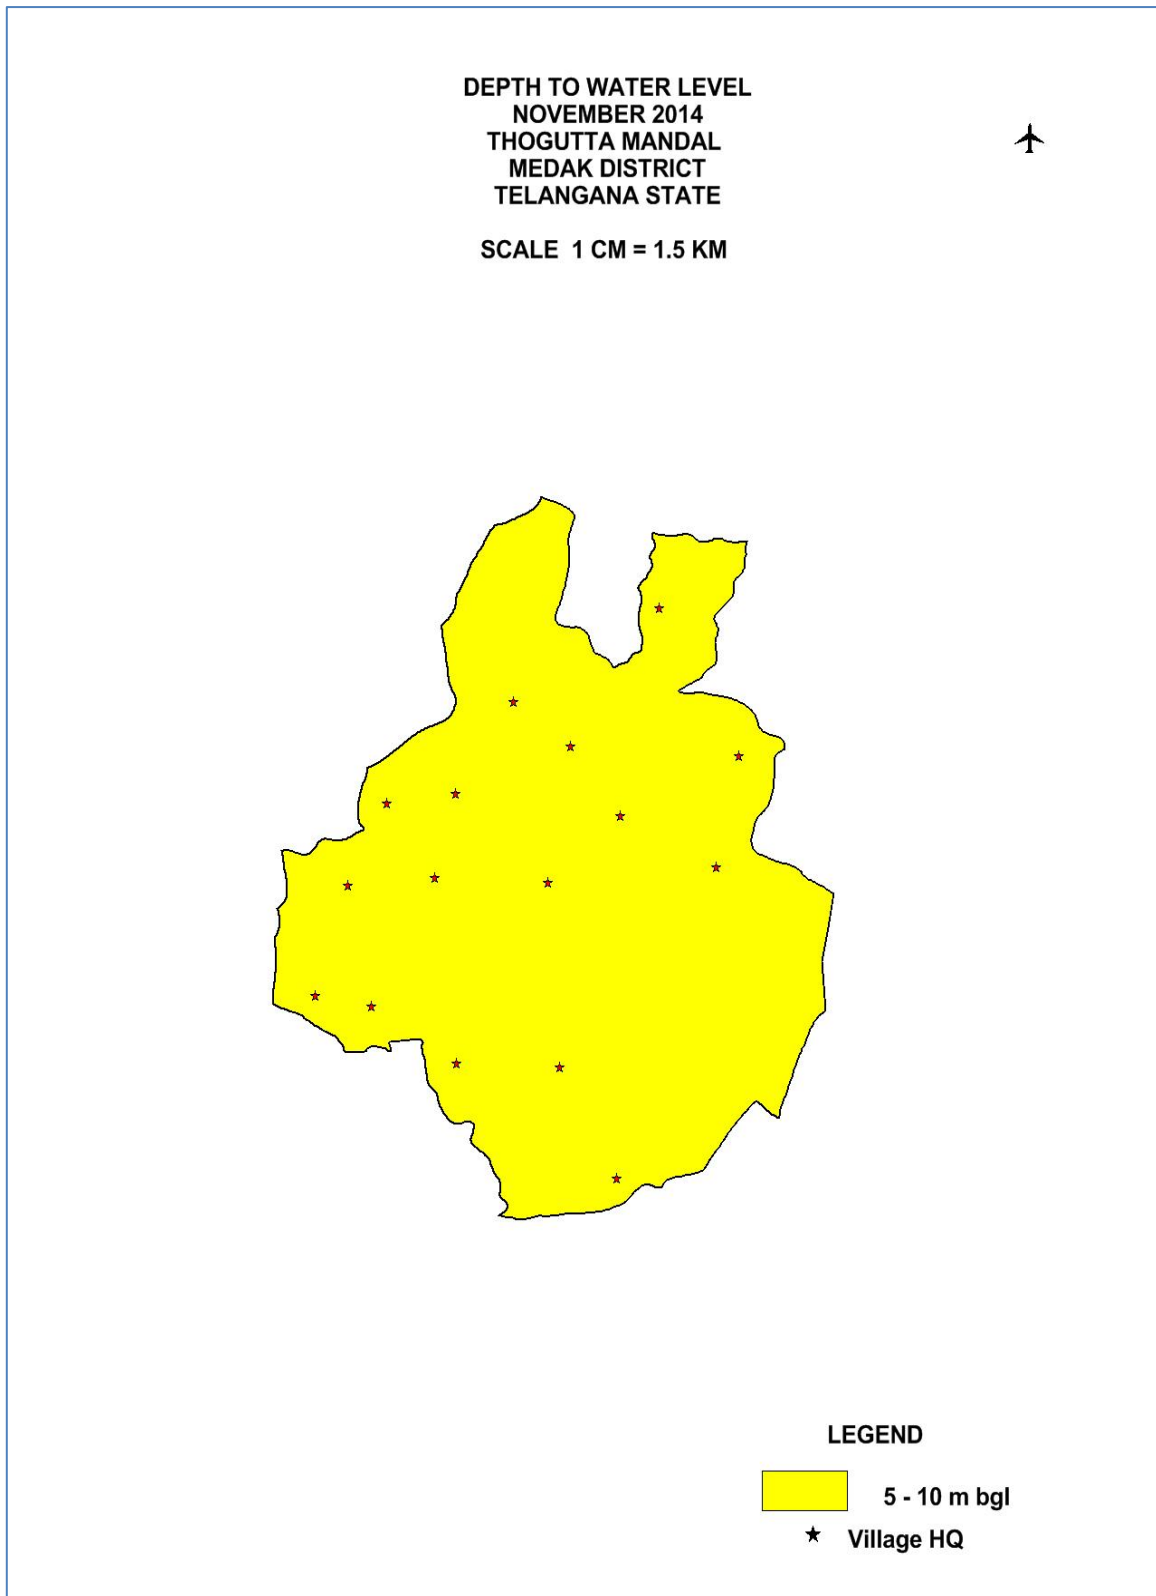 DEPTH TO WATER LEVEL
NOVEMBER 2014
THOGUTTA MANDAL
MEDAK DISTRICT
TELANGANA STATE
SCALE 1 CM = 1.5 KM
LEGEND
5 - 10 m bgl
Village HQ